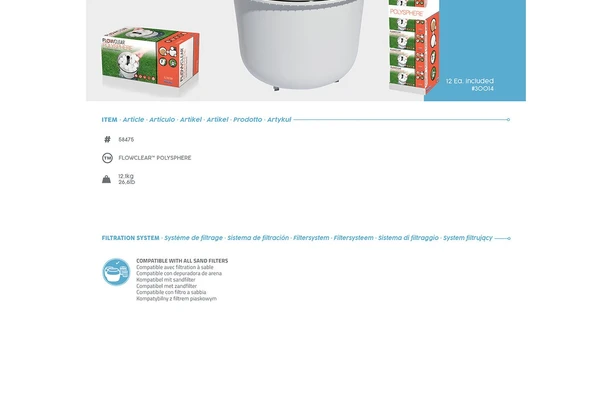 FLOWCLEAR
POLYSPHERE
POLYSPHERE
12 Ea. Included
#30014
ITEM · Article · Artículo · Artikel · Artikel · Prodotto · Artykuł
# 58475
TM FLOWCLEAR™ POLYSPHERE
12.1kg
26.6lb
FILTRATION SYSTEM · Système de filtrage · Sistema de filtración · Filtersystem · Filtersysteem · Sistema di filtraggio · System filtrujący
COMPATIBLE WITH ALL SAND FILTERS
Compatible avec filtration à sable
Compatible con depuradora de arena
Kompatibel mit sandfilter
Compatibel met zandfilter
Compatibile con filtro a sabbia
Kompatybilny z filtrem piaskowym